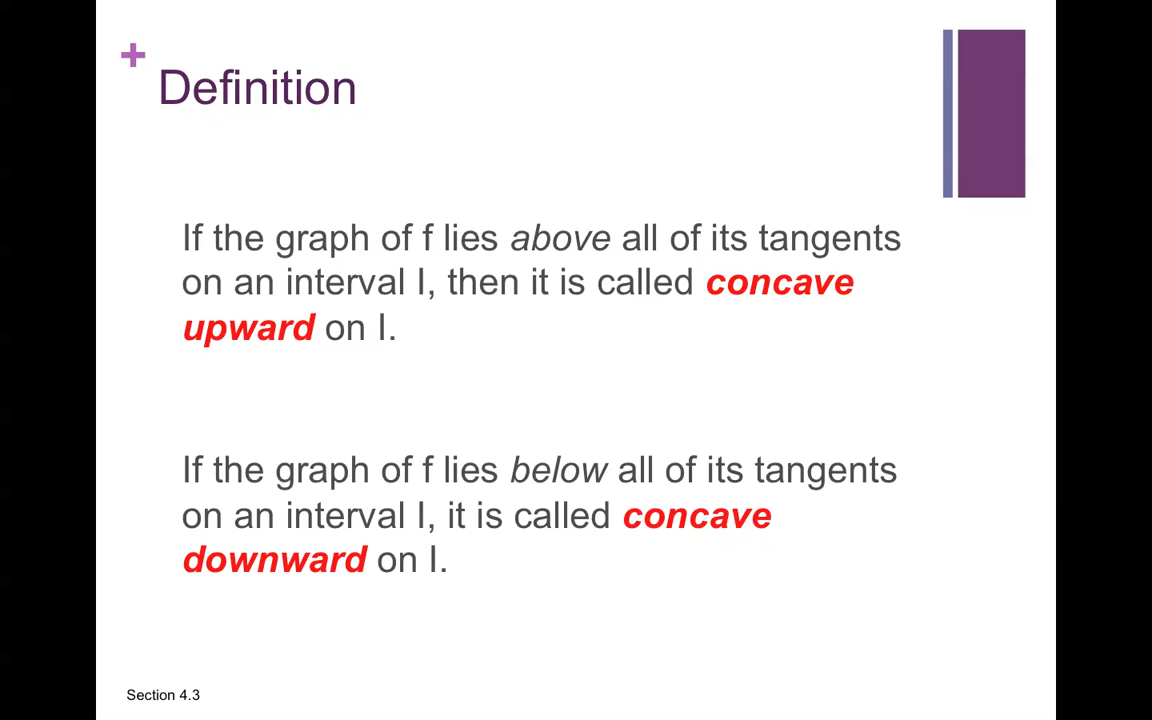 +
Definition
If the graph of f lies above all of its tangents
on an interval I, then it is called concave
upward on I.
If the graph of f lies below all of its tangents
on an interval I, it is called concave
downward on I.
Section 4.3